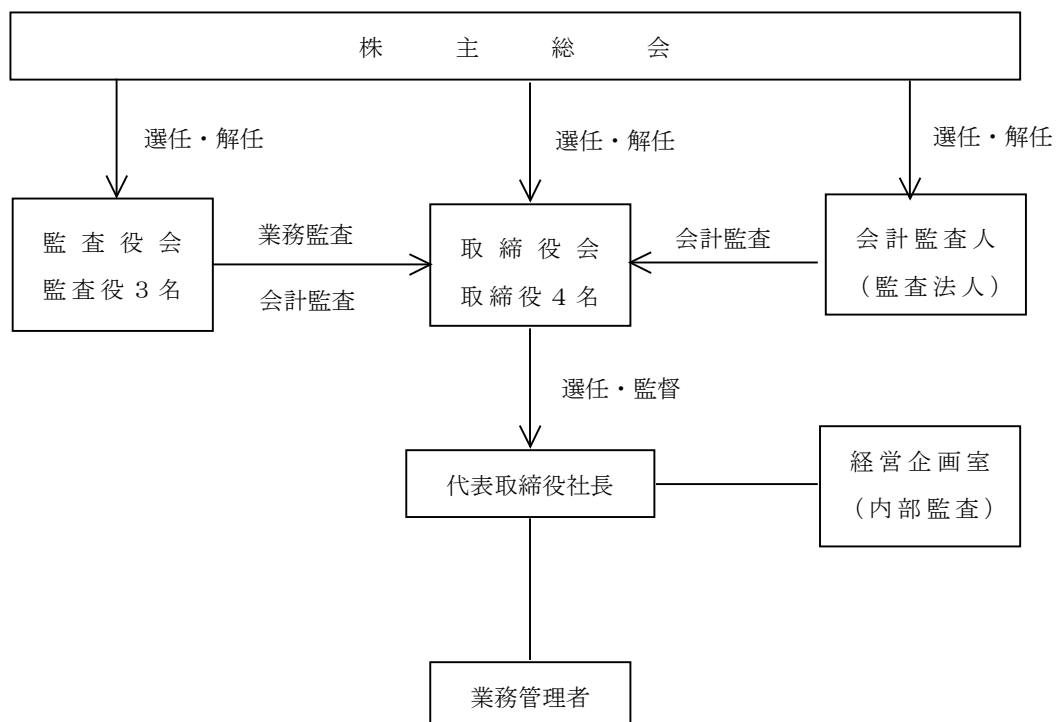 株主総会
選任・解任
選任・解任
選任・解任
監査役会
監査役３名
業務監査
会計監査
取締役会
取締役４名
会計監査
会計監査人
（監査法人）
選任・監督
代表取締役社長
経営企画室
（内部監査）
業務管理者